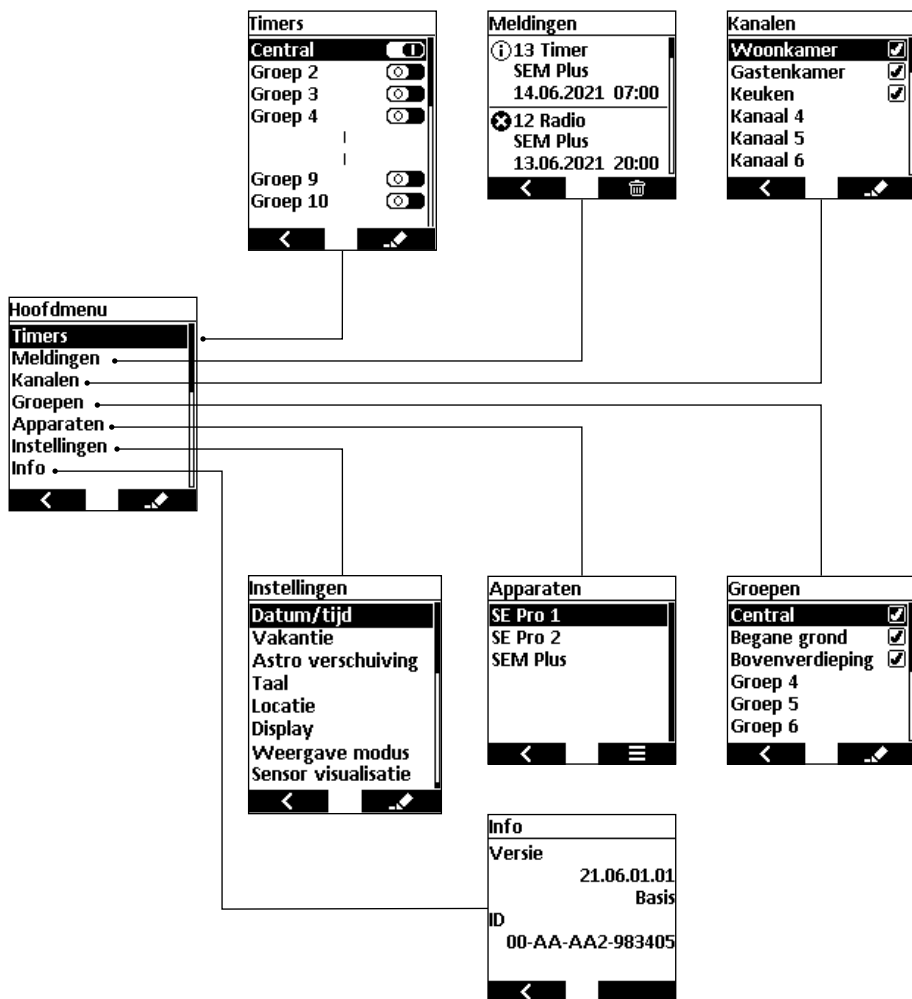 Timers
Central
Groep 2
Groep 3
Groep 4
Groep 9
Groep 10
Meldingen
13 Timer
SEM Plus
14.06.2021 07:00
12 Radio
SEM Plus
13.06.2021 20:00
Kanalen
Woonkamer
Gastenkamer
Keuken
Kanaal 4
Kanaal 5
Kanaal 6
Hoofdmenu
Timers
Meldingen
Kanalen
Groepen
Apparaten
Instellingen
Info
Instellingen
Datum/tijd
Vakantie
Astro verschuiving
Taal
Locatie
Display
Weergave modus
Sensor visualisatie
Apparaten
SE Pro 1
SE Pro 2
SEM Plus
Groepen
Central
Begane grond
Bovenverdieping
Groep 4
Groep 5
Groep 6
Info
Versie
21.06.01.01
Basis
ID
00-AA-AA2-983405